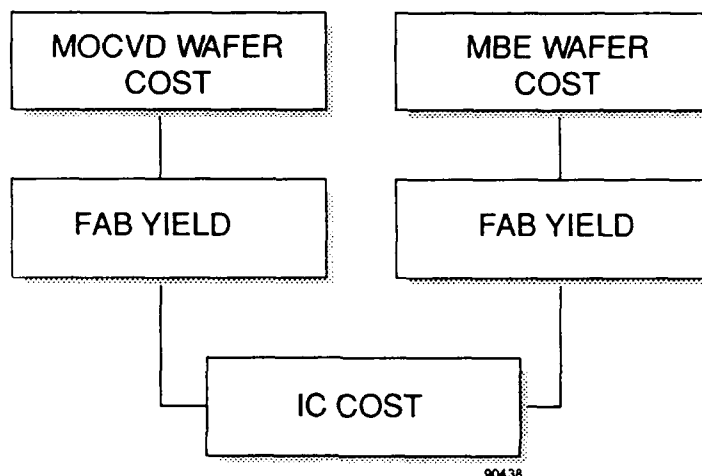 MOCVD WAFER
COST
MBE WAFER
COST
FAB YIELD
FAB YIELD
IC COST
90438